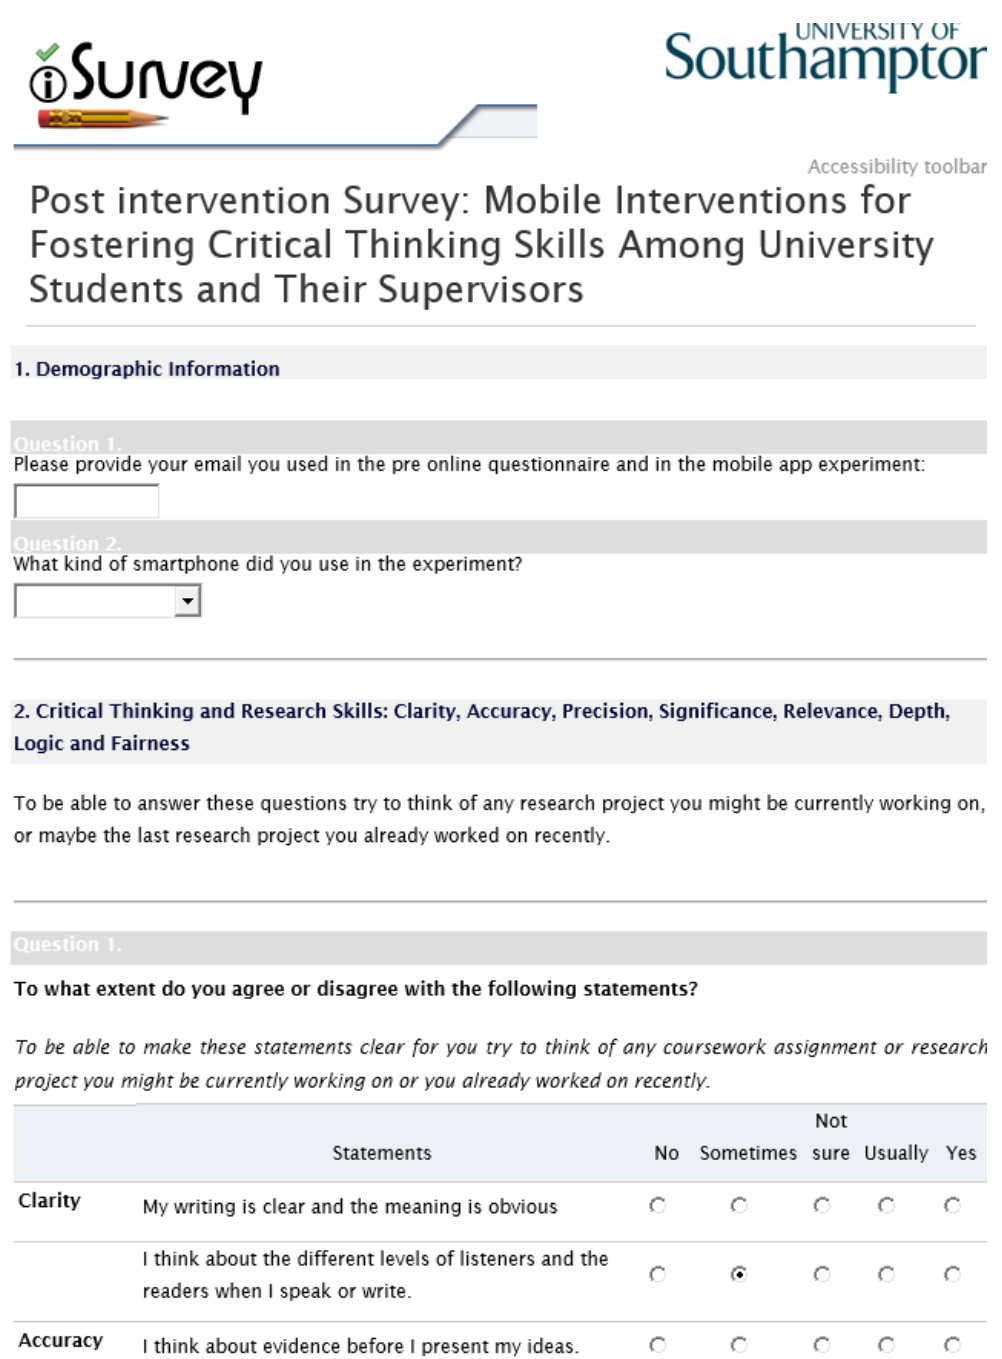 iSurvey
UNIVERSITY OF
Southampton
Accessibility toolbar
Post intervention Survey: Mobile Interventions for
Fostering Critical Thinking Skills Among University
Students and Their Supervisors
1. Demographic Information
Question 1.
Please provide your email you used in the pre online questionnaire and in the mobile app experiment:
Question 2.
What kind of smartphone did you use in the experiment?
2. Critical Thinking and Research Skills: Clarity, Accuracy, Precision, Significance, Relevance, Depth,
Logic and Fairness
To be able to answer these questions try to think of any research project you might be currently working on,
or maybe the last research project you already worked on recently.
Question 1.
To what extent do you agree or disagree with the following statements?
To be able to make these statements clear for you try to think of any coursework assignment or research
project you might be currently working on or you already worked on recently.
Statements No Sometimes Not sure Usually Yes
Clarity My writing is clear and the meaning is obvious
I think about the different levels of listeners and the
readers when I speak or write.
Accuracy I think about evidence before I present my ideas.